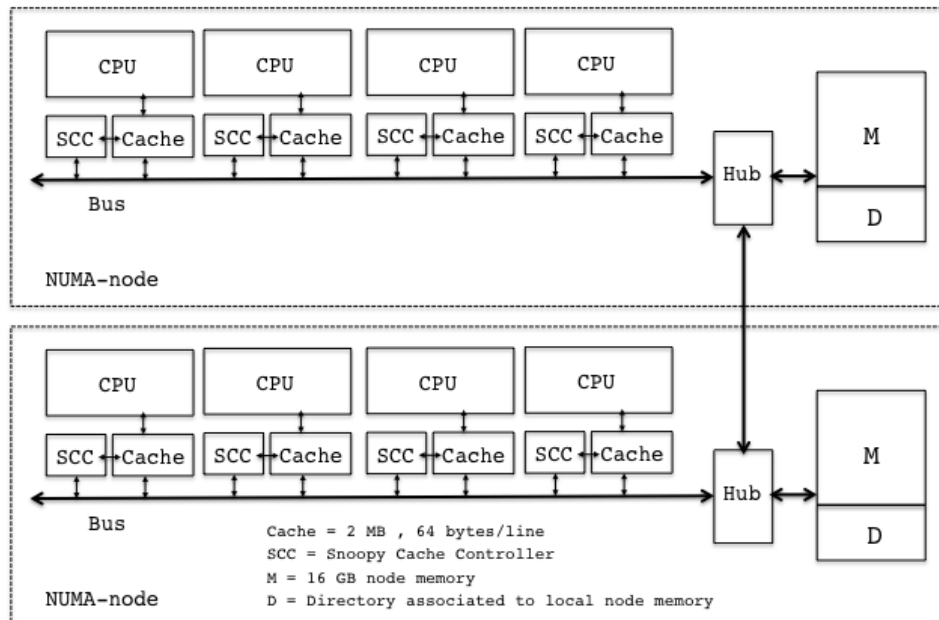 CPU CPU CPU CPU
SCC Cache SCC Cache SCC Cache SCC Cache
M
Hub
Bus
D
NUMA-node
CPU CPU CPU CPU
SCC Cache SCC Cache SCC Cache SCC Cache
M
Hub
Bus
D
Cache = 2 MB , 64 bytes/line
SCC = Snoopy Cache Controller
M = 16 GB node memory
D = Directory associated to local node memory
NUMA-node